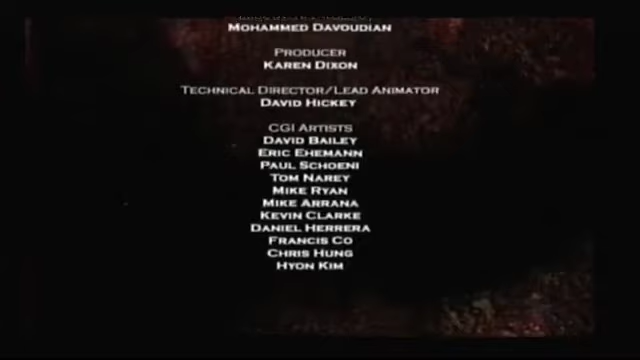 Mohammed Davoudian
Producer
Karen Dixon
Technical Director/Lead Animator
David Hickey
CGI Artists
David Bailey
Eric Ehemann
Paul Schoeni
Tom Narey
Mike Ryan
Mike Arrana
Kevin Clarke
Daniel Herrera
Francis Co
Chris Hung
Hyon Kim